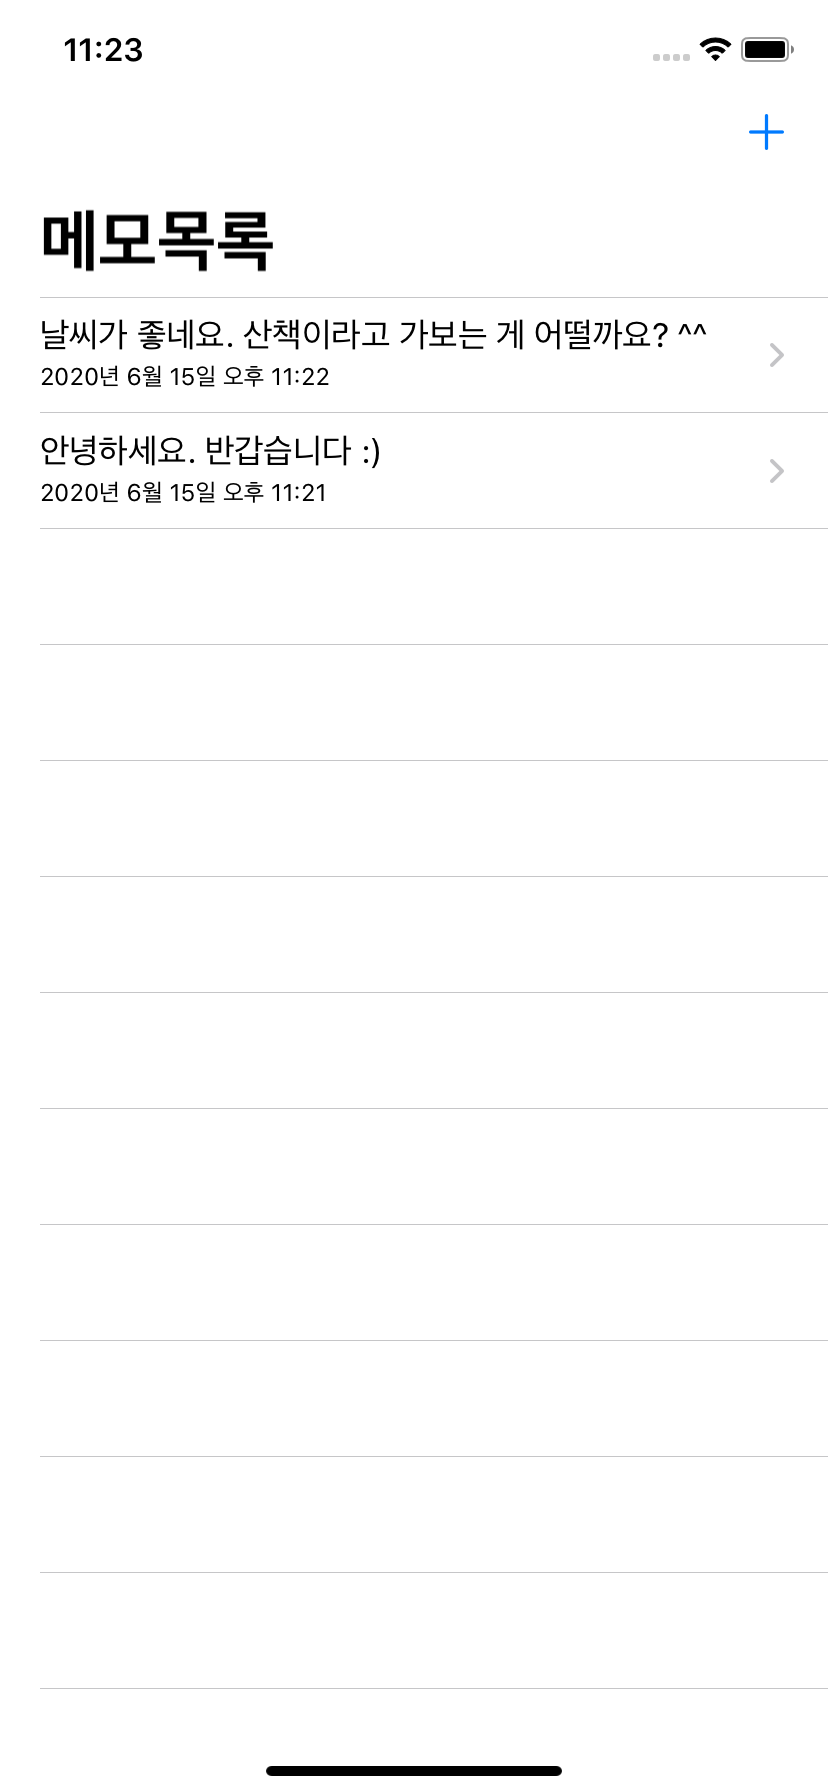 11:23
메모목록
날씨가 좋네요. 산책이라고 가보는 게 어떨까요? ^^
2020년 6월 15일 오후 11:22
안녕하세요. 반갑습니다 :)
2020년 6월 15일 오후 11:21